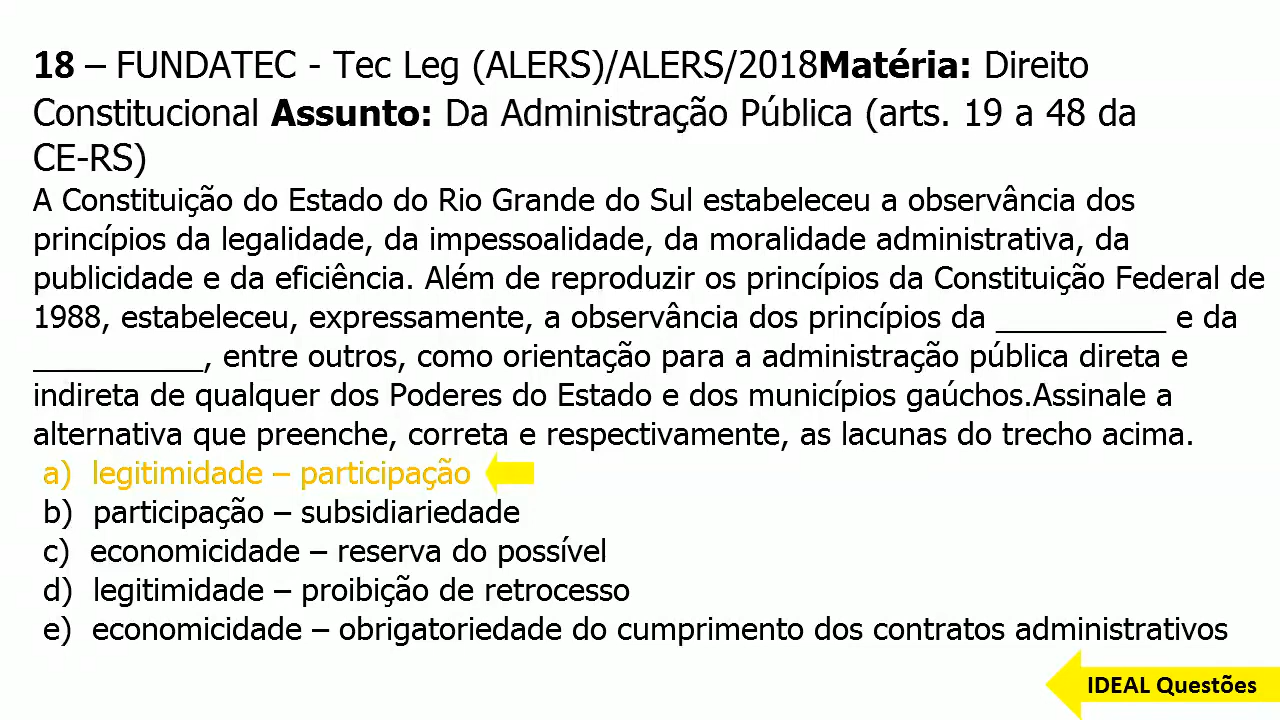 18 – FUNDATEC - Tec Leg (ALERS)/ALERS/2018Matéria: Direito
Constitucional Assunto: Da Administração Pública (arts. 19 a 48 da
CE-RS)
A Constituição do Estado do Rio Grande do Sul estabeleceu a observância dos
princípios da legalidade, da impessoalidade, da moralidade administrativa, da
publicidade e da eficiência. Além de reproduzir os princípios da Constituição Federal de
1988, estabeleceu, expressamente, a observância dos princípios da __________ e da
__________, entre outros, como orientação para a administração pública direta e
indireta de qualquer dos Poderes do Estado e dos municípios gaúchos.Assinale a
alternativa que preenche, correta e respectivamente, as lacunas do trecho acima.
a) legitimidade – participação
b) participação – subsidiariedade
c) economicidade – reserva do possível
d) legitimidade – proibição de retrocesso
e) economicidade – obrigatoriedade do cumprimento dos contratos administrativos
IDEAL Questões